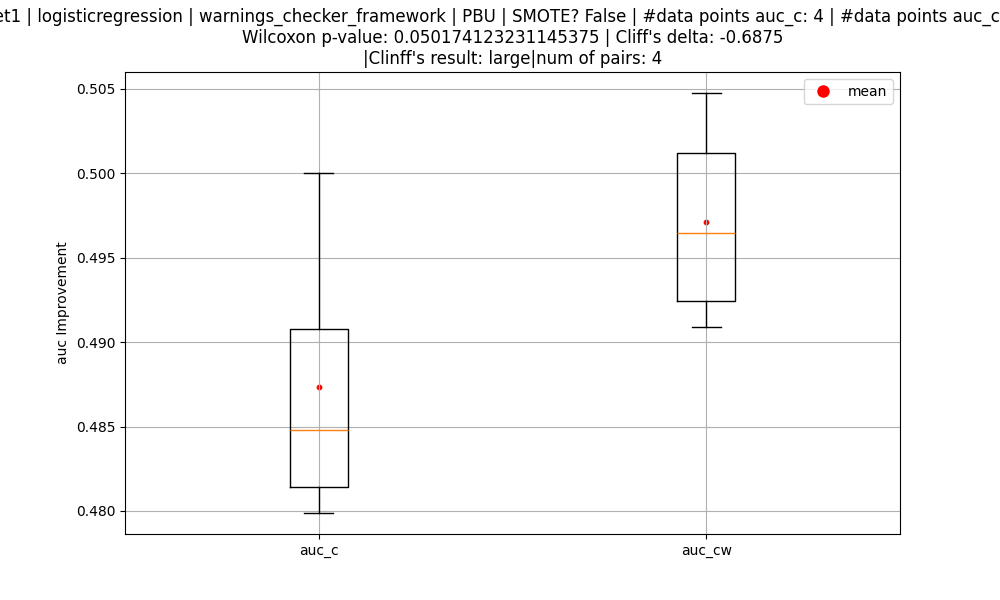 et1 | logisticregression | warnings_checker_framework | PBU | SMOTE? False | #data points auc_c: 4 | #data points auc_c
Wilcoxon p-value: 0.050174123231145375 | Cliff's delta: -0.6875
|Clinff's result: large|num of pairs: 4
mean
0.505
0.500
0.495
0.490
0.485
0.480
auc Improvement
auc_c
auc_cw